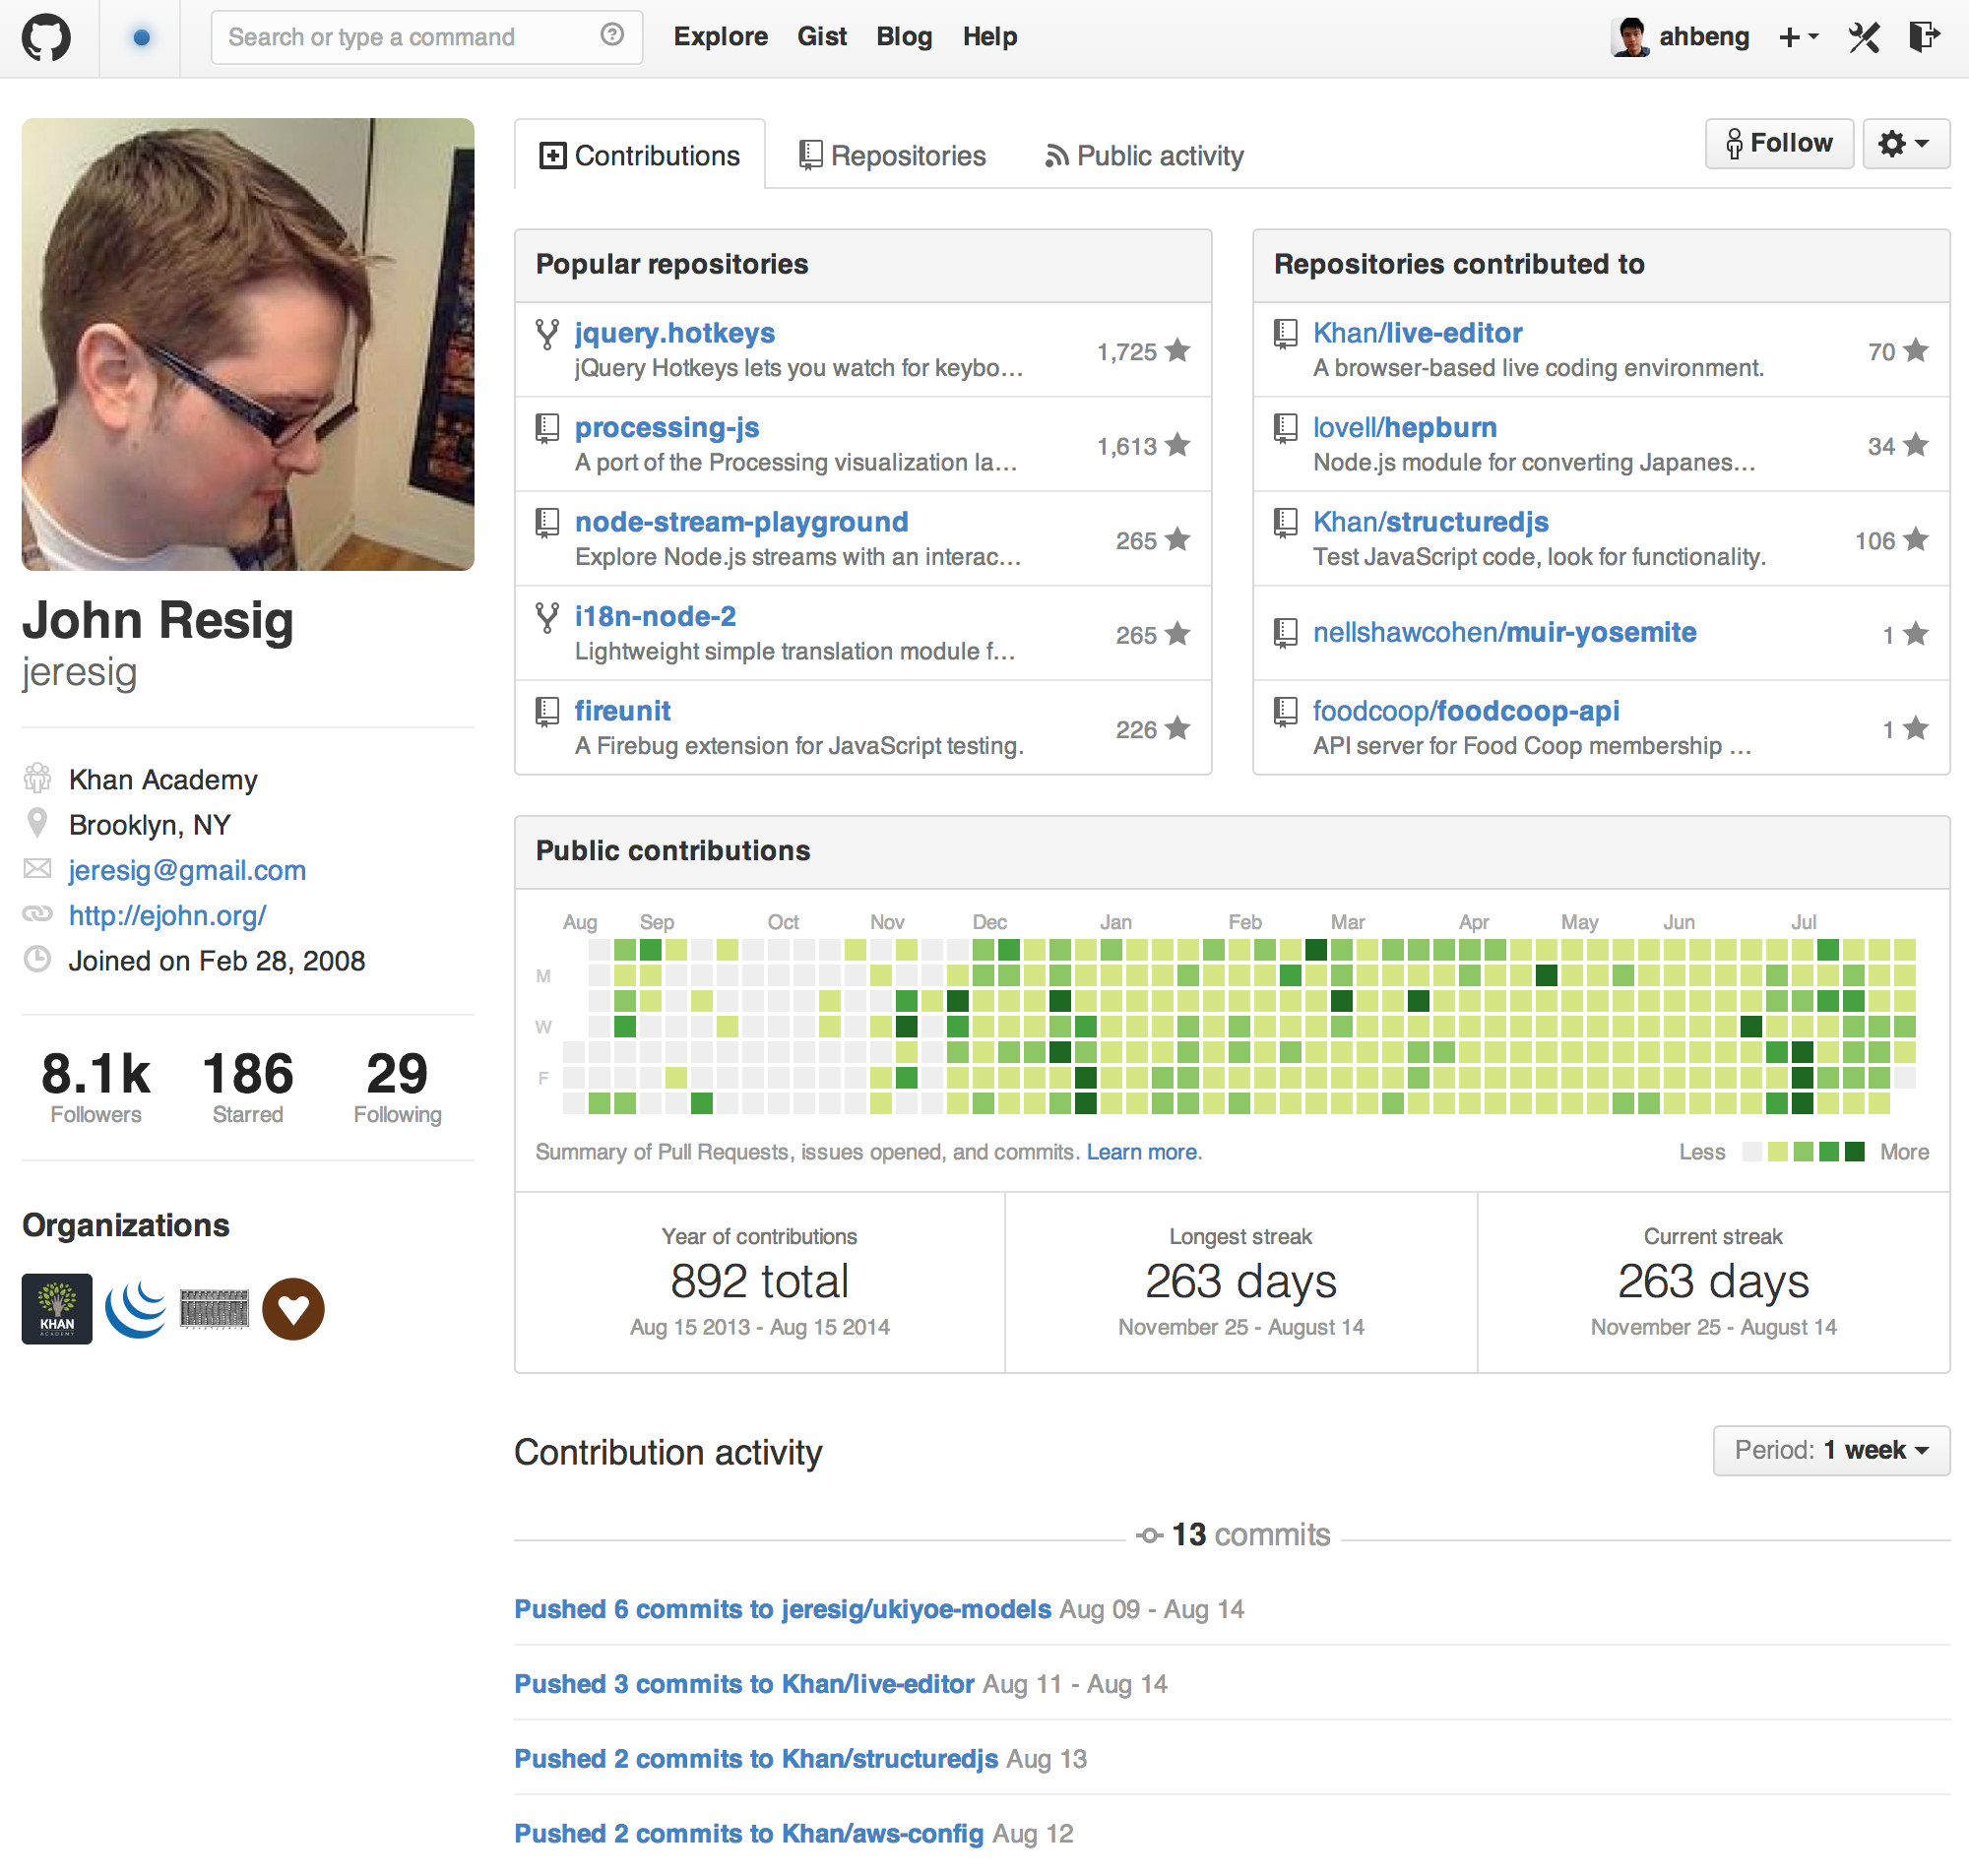 Search or type a command
Explore Gist Blog Help
ahbeng
Contributions
Repositories
Public activity
Follow
John Resig
jeresig
Khan Academy
Brooklyn, NY
jeresig@gmail.com
http://ejohn.org/
Joined on Feb 28, 2008
8.1k
Followers
186
Starred
29
Following
Organizations
KHAN
ACADEMY
Popular repositories
jquery.hotkeys
jQuery Hotkeys lets you watch for keybo…
1,725
processing-js
A port of the Processing visualization la…
1,613
node-stream-playground
Explore Node.js streams with an interac…
265
i18n-node-2
Lightweight simple translation module f…
265
fireunit
A Firebug extension for JavaScript testing.
226
Repositories contributed to
Khan/live-editor
A browser-based live coding environment.
70
lovell/hepburn
Node.js module for converting Japanes…
34
Khan/structuredjs
Test JavaScript code, look for functionality.
106
nellshawcohen/muir-yosemite
1
foodcoop/foodcoop-api
API server for Food Coop membership …
1
Public contributions
Aug Sep Oct Nov Dec Jan Feb Mar Apr May Jun Jul
M
W
F
Summary of Pull Requests, issues opened, and commits. Learn more.
Less More
Year of contributions
892 total
Aug 15 2013 - Aug 15 2014
Longest streak
263 days
November 25 - August 14
Current streak
263 days
November 25 - August 14
Contribution activity
Period: 1 week
13 commits
Pushed 6 commits to jeresig/ukiyoe-models Aug 09 - Aug 14
Pushed 3 commits to Khan/live-editor Aug 11 - Aug 14
Pushed 2 commits to Khan/structuredjs Aug 13
Pushed 2 commits to Khan/aws-config Aug 12